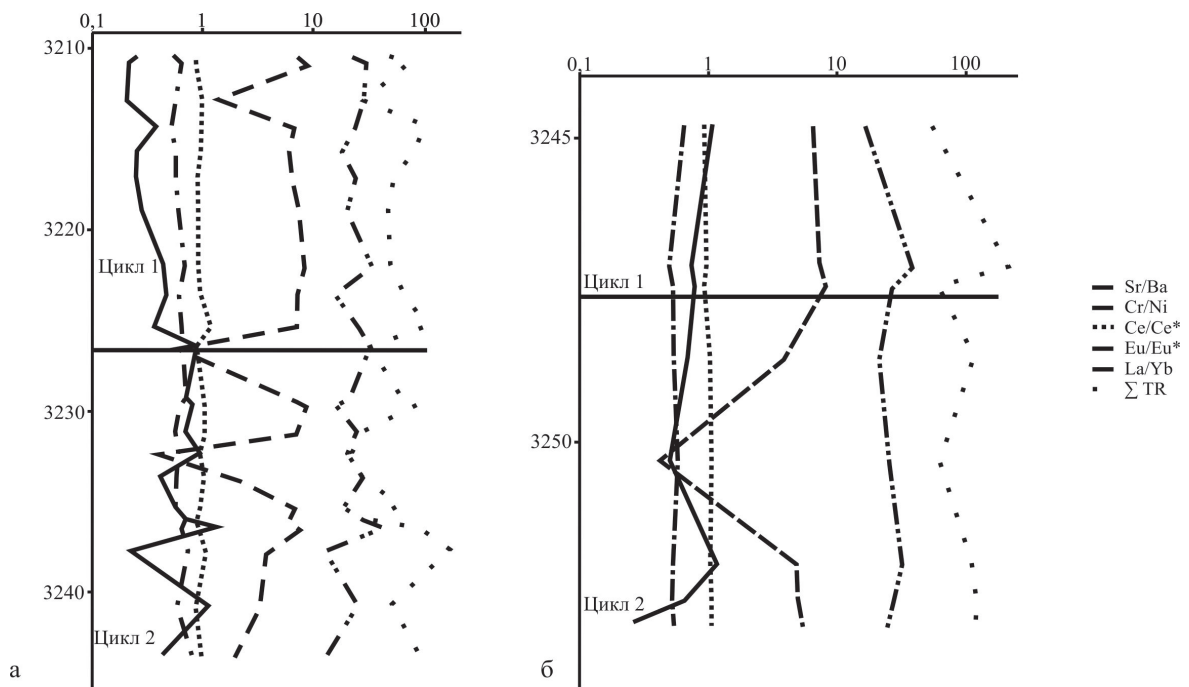 0,1 1 10 100
3210
3220
Цикл 1
3230
3240
Цикл 2
а
0,1 1 10 100
3245
Цикл 1
3250
Цикл 2
б
Sr/Ba
Cr/Ni
Ce/Ce*
Eu/Eu*
La/Yb
∑ TR